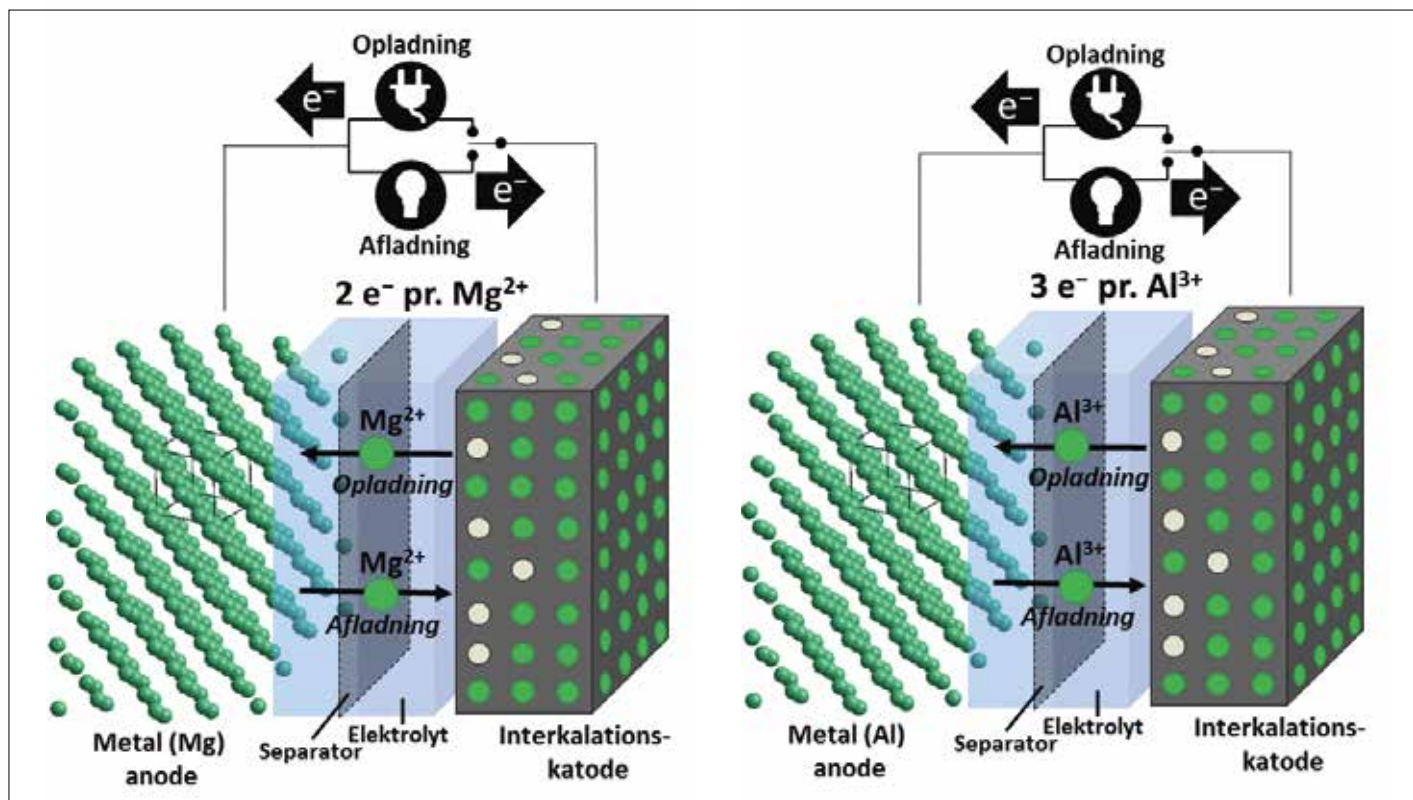 Opladning
e⁻
e⁻
Afladning
2 e⁻ pr. Mg²⁺
Mg²⁺
Opladning
Mg²⁺
Afladning
Metal (Mg)
anode
Separator
Elektrolyt
Interkalations-
katode
Opladning
e⁻
e⁻
Afladning
3 e⁻ pr. Al³⁺
Al³⁺
Opladning
Al³⁺
Afladning
Metal (Al)
anode
Separator
Elektrolyt
Interkalations-
katode